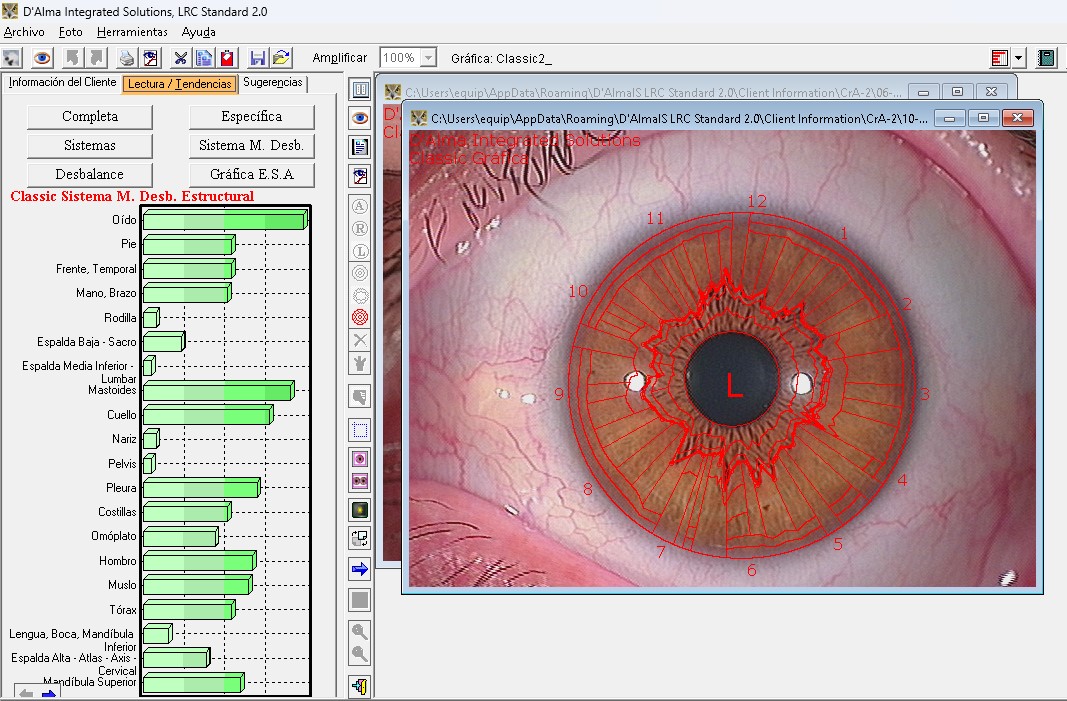 D'Alma Integrated Solutions, LRC Standard 2.0
Archivo Foto Herramientas Ayuda
Amplificar 100% Gráfica: Classic2_
Información del Cliente Lectura / Tendencias Sugerencias
Completa Específica
Sistemas Sistema M. Desb.
Desbalance Gráfica E.S.A
Classic Sistema M. Desb. Estructural
Oído
Pie
Frente, Temporal
Mano, Brazo
Rodilla
Espalda Baja - Sacro
Espalda Media Inferior -
Lumbar
Mastoides
Cuello
Nariz
Pelvis
Pleura
Costillas
Omóplato
Hombro
Muslo
Tórax
Lengua, Boca, Mandíbula
Inferior
Espalda Alta - Atlas - Axis -
Cervical
Mandíbula Superior
A
R
L
C:\Users\equip\AppData\Roaming\D'AlmaIS LRC Standard 2.0\Client Information\CrA-2\06-...
D'
Cl
C:\Users\equip\AppData\Roaming\D'AlmaIS LRC Standard 2.0\Client Information\CrA-2\10-...
D'Alma Integrated Solutions
Classic Gráfica
12
11
1
10
2
L
9
3
8
4
7
5
6